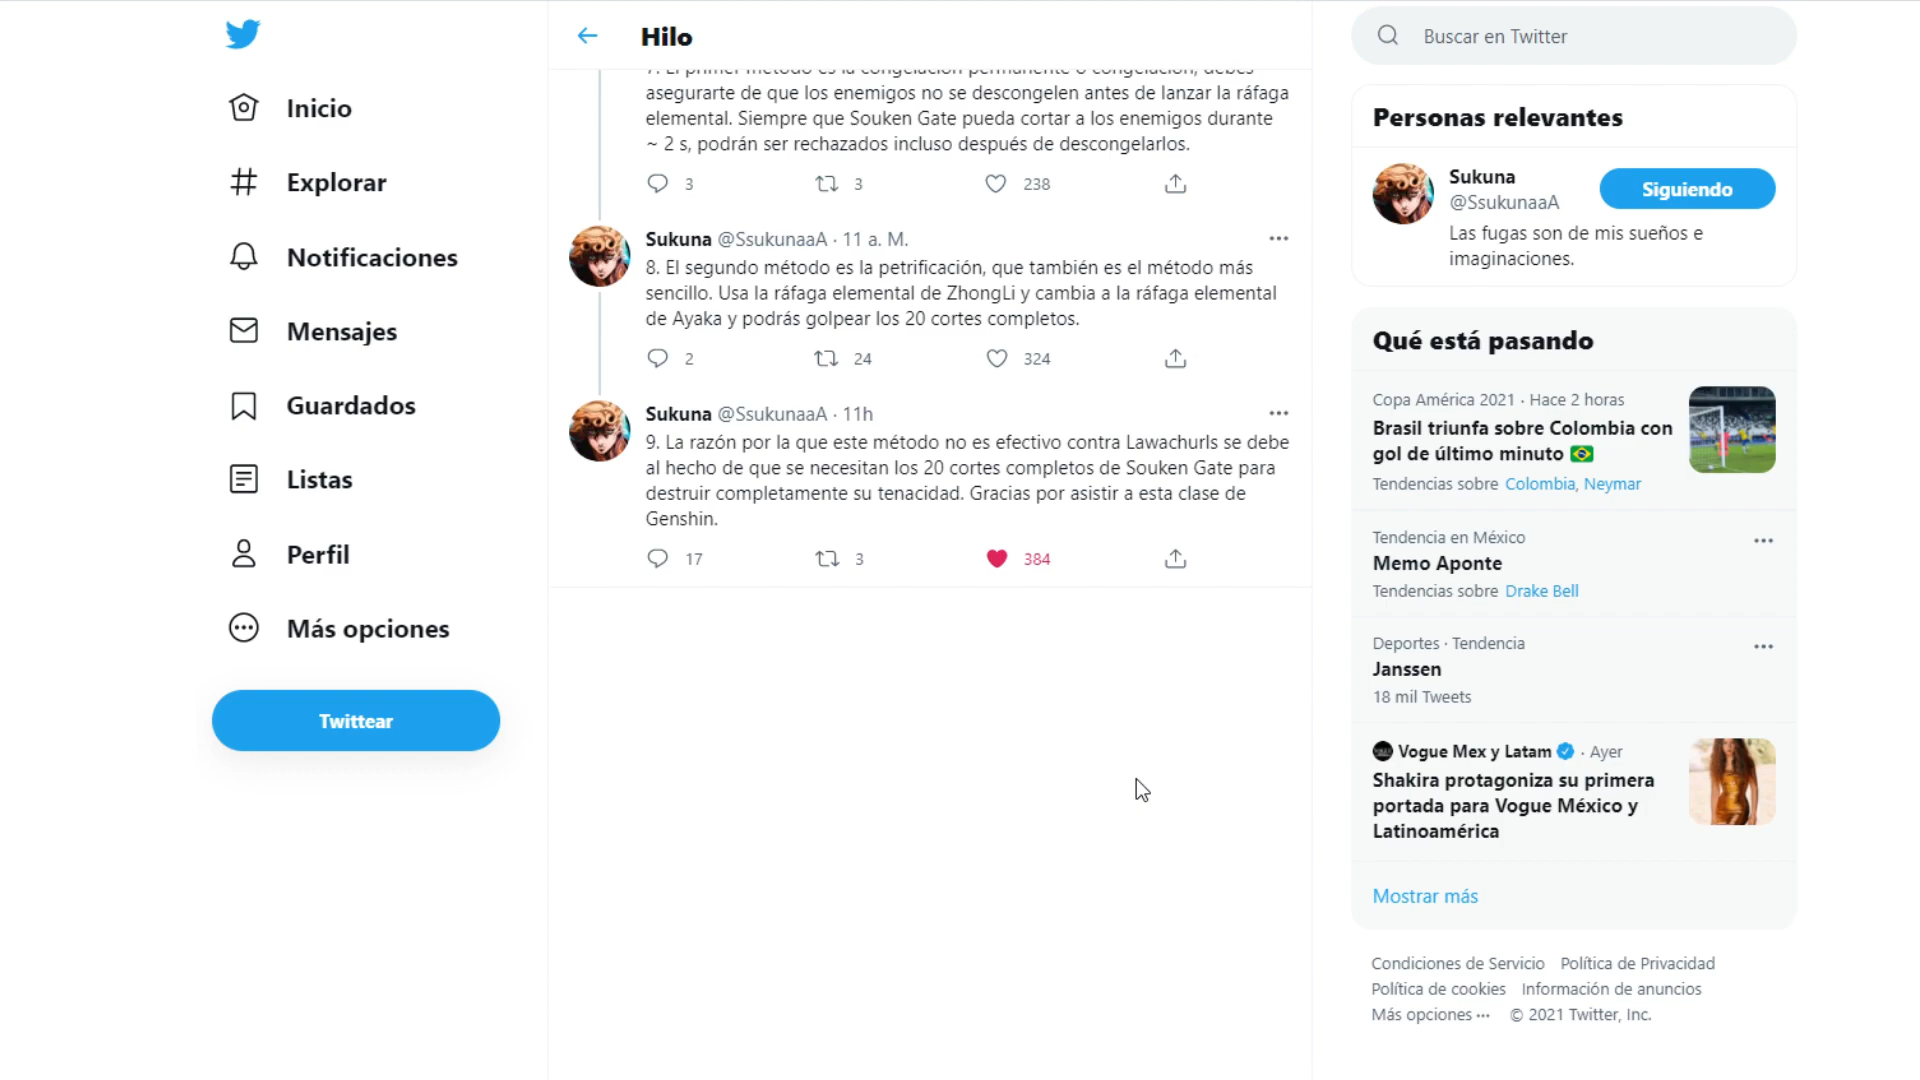 Inicio
Explorar
Notificaciones
Mensajes
Guardados
Listas
Perfil
Más opciones
Twittear
Hilo
7. El primer método es la congelación permanente o congelación, debes
asegurarte de que los enemigos no se descongelen antes de lanzar la ráfaga
elemental. Siempre que Souken Gate pueda cortar a los enemigos durante
~ 2 s, podrán ser rechazados incluso después de descongelarlos.
3 3 238
Sukuna @SsukunaaA · 11 a. M.
8. El segundo método es la petrificación, que también es el método más
sencillo. Usa la ráfaga elemental de ZhongLi y cambia a la ráfaga elemental
de Ayaka y podrás golpear los 20 cortes completos.
2 24 324
Sukuna @SsukunaaA · 11h
9. La razón por la que este método no es efectivo contra Lawachurls se debe
al hecho de que se necesitan los 20 cortes completos de Souken Gate para
destruir completamente su tenacidad. Gracias por asistir a esta clase de
Genshin.
17 3 384
Buscar en Twitter
Personas relevantes
Sukuna
@SsukunaaA
Siguiendo
Las fugas son de mis sueños e
imaginaciones.
Qué está pasando
Copa América 2021 · Hace 2 horas
Brasil triunfa sobre Colombia con
gol de último minuto 🇧🇷
Tendencias sobre Colombia, Neymar
Tendencia en México
Memo Aponte
Tendencias sobre Drake Bell
Deportes · Tendencia
Janssen
18 mil Tweets
Vogue Mex y Latam · Ayer
Shakira protagoniza su primera
portada para Vogue México y
Latinoamérica
Mostrar más
Condiciones de Servicio Política de Privacidad
Política de cookies Información de anuncios
Más opciones ··· © 2021 Twitter, Inc.